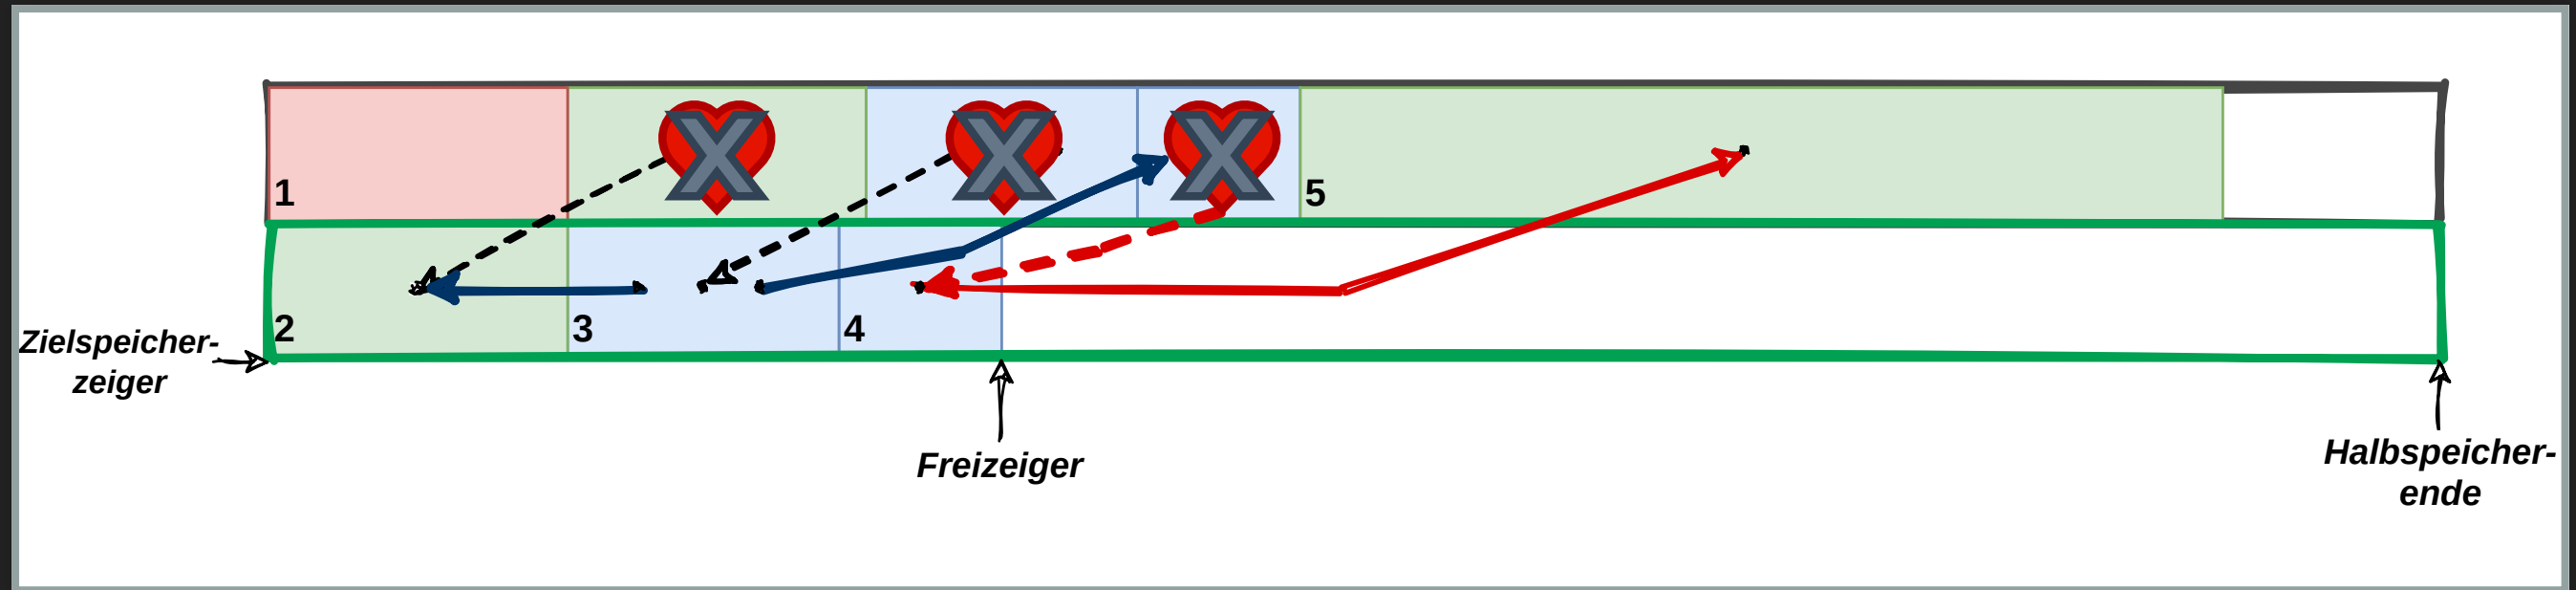 1
5
2
3
4
Zielspeicher-
zeiger
Freizeiger
Halbspeicher-
ende